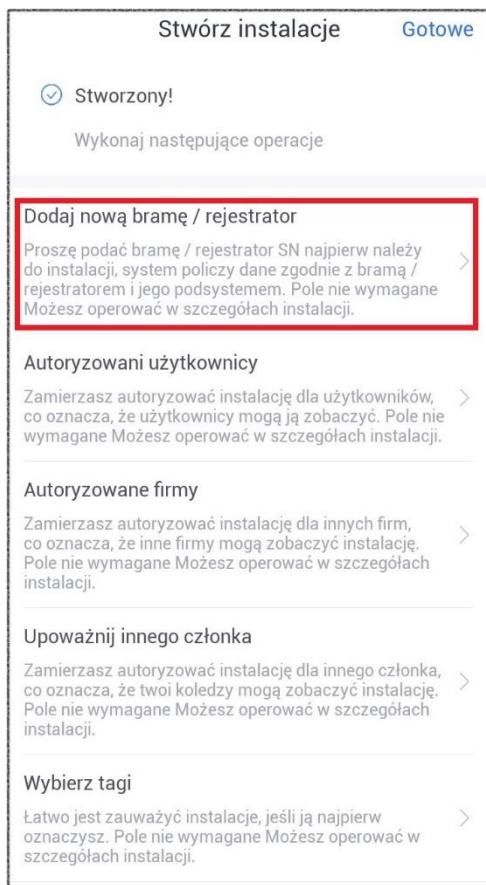 Stwórz instalacje Gotowe
Stworzony!
Wykonaj następujące operacje
Dodaj nową bramę / rejestrator
Proszę podać bramę / rejestrator SN najpierw należy
do instalacji, system policzy dane zgodnie z bramą /
rejestratorem i jego podsystemem. Pole nie wymagane
Możesz operować w szczegółach instalacji.
Autoryzowani użytkownicy
Zamierzasz autoryzować instalację dla użytkowników,
co oznacza, że użytkownicy mogą ją zobaczyć. Pole nie
wymagane Możesz operować w szczegółach instalacji.
Autoryzowane firmy
Zamierzasz autoryzować instalację dla innych firm,
co oznacza, że inne firmy mogą zobaczyć instalację.
Pole nie wymagane Możesz operować w szczegółach
instalacji.
Upoważnij innego członka
Zamierzasz autoryzować instalację dla innego członka,
co oznacza, że twoi koledzy mogą zobaczyć instalację.
Pole nie wymagane Możesz operować w szczegółach
instalacji.
Wybierz tagi
Łatwo jest zauważyć instalacje, jeśli ją najpierw
oznaczysz. Pole nie wymagane Możesz operować w
szczegółach instalacji.